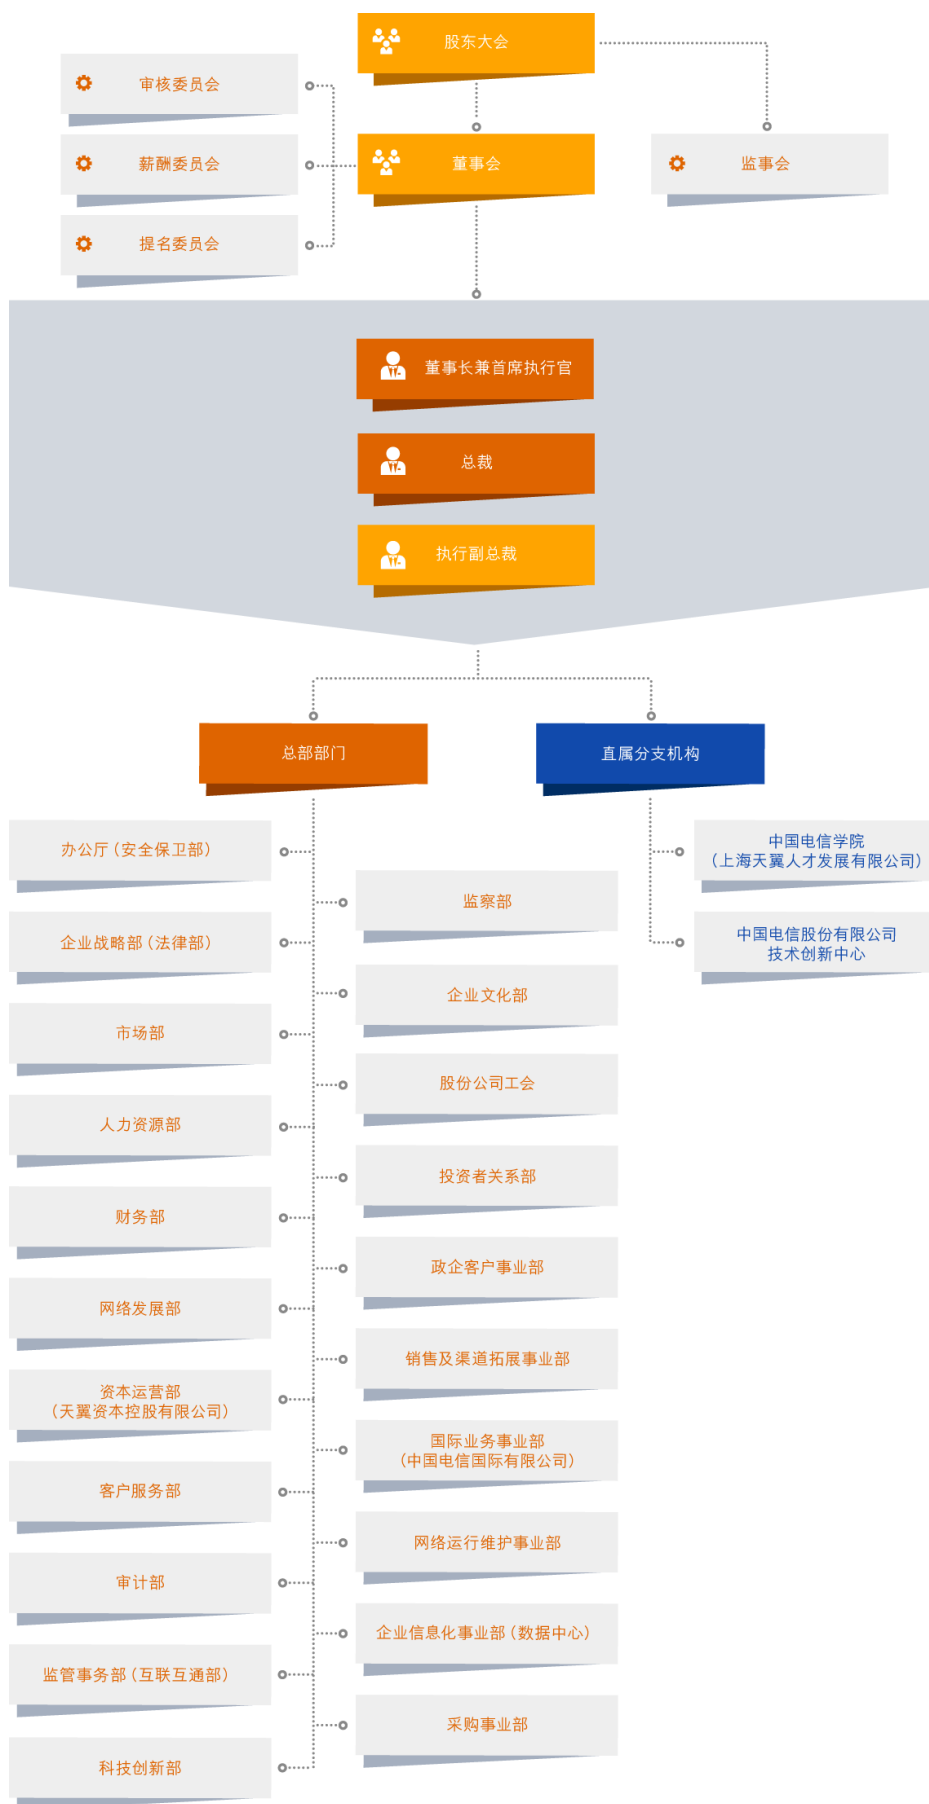 股东大会
审核委员会
薪酬委员会
董事会
监事会
提名委员会
董事长兼首席执行官
总裁
执行副总裁
总部部门
直属分支机构
办公厅（安全保卫部）
中国电信学院
（上海天翼人才发展有限公司）
监察部
企业战略部（法律部）
中国电信股份有限公司
技术创新中心
企业文化部
市场部
股份公司工会
人力资源部
投资者关系部
财务部
政企客户事业部
网络发展部
销售及渠道拓展事业部
资本运营部
（天翼资本控股有限公司）
国际业务事业部
（中国电信国际有限公司）
客户服务部
网络运行维护事业部
审计部
企业信息化事业部（数据中心）
监管事务部（互联互通部）
采购事业部
科技创新部